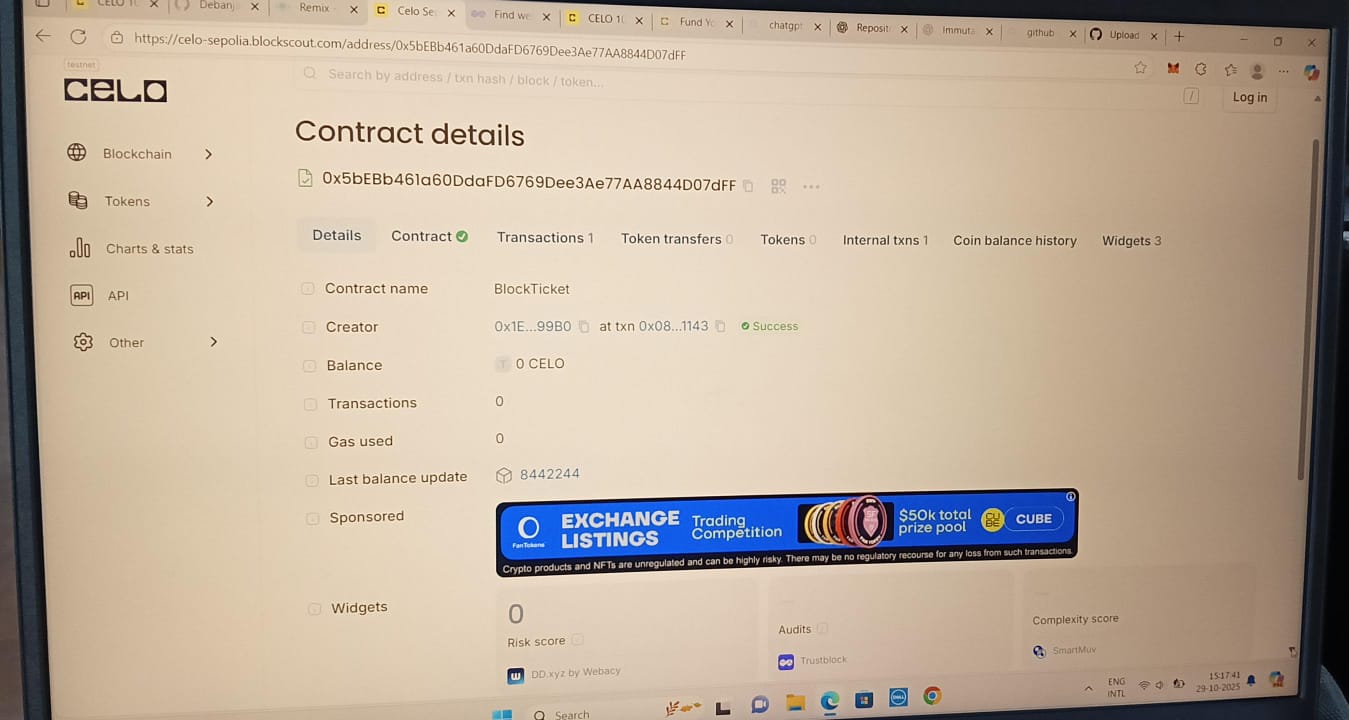 CELO 1
Debanj
Remix
Celo Se
Find we
CELO 1
Fund Yo
chatgpt
Reposit
Immuta
github
Upload
https://celo-sepolia.blockscout.com/address/0x5bEBb461a60DdaFD6769Dee3Ae77AA8844D07dFF
testnet
CELO
Search by address / txn hash / block / token...
/
Log in
Blockchain
Tokens
Charts & stats
API API
Other
Contract details
0x5bEBb461a60DdaFD6769Dee3Ae77AA8844D07dFF
Details Contract Transactions 1 Token transfers 0 Tokens 0 Internal txns 1 Coin balance history Widgets 3
Contract name BlockTicket
Creator 0x1E...99B0 at txn 0x08...1143 Success
Balance T 0 CELO
Transactions 0
Gas used 0
Last balance update 8442244
Sponsored
FanTokens
EXCHANGE
LISTINGS
Trading
Competition
$50k total
prize pool
CUBE
CUBE
Crypto products and NFTs are unregulated and can be highly risky. There may be no regulatory recourse for any loss from such transactions.
Widgets
0
Risk score
DD.xyz by Webacy
Audits
Trustblock
Complexity score
SmartMuv
Search
DELL
ENG
INTL
15:17:41
29-10-2025